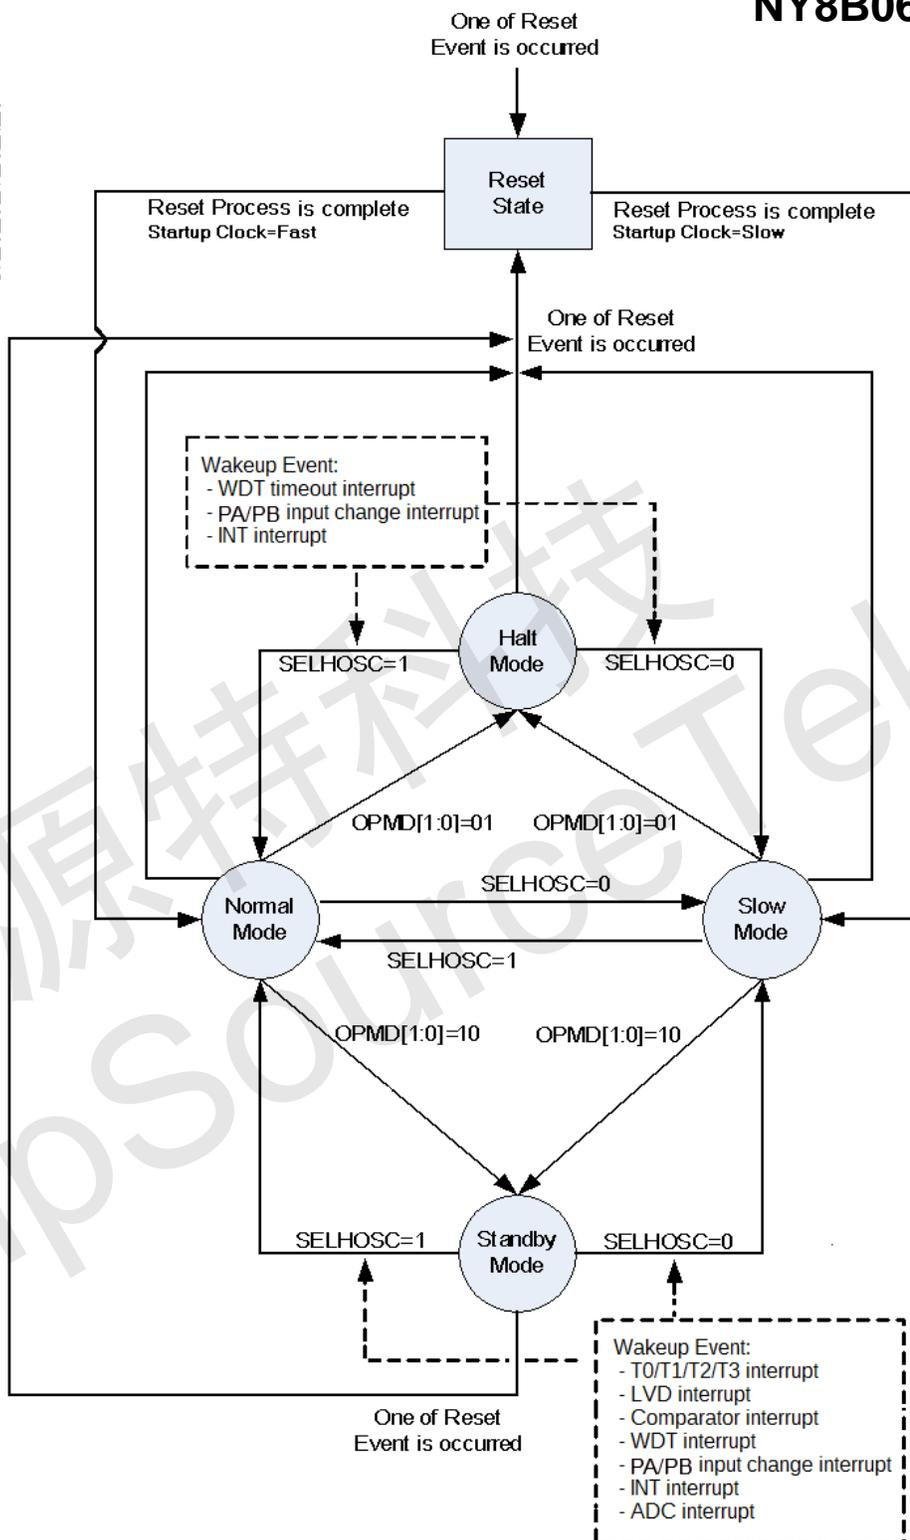 NY8B06
One of Reset
Event is occurred
Reset
State
Reset Process is complete
Startup Clock=Fast
Reset Process is complete
Startup Clock=Slow
One of Reset
Event is occurred
Wakeup Event:
- WDT timeout interrupt
- PA/PB input change interrupt
- INT interrupt
Halt
Mode
SELHOSC=1
SELHOSC=0
OPMD[1:0]=01
OPMD[1:0]=01
SELHOSC=0
Normal
Mode
Slow
Mode
SELHOSC=1
OPMD[1:0]=10
OPMD[1:0]=10
SELHOSC=1
Standby
Mode
SELHOSC=0
One of Reset
Event is occurred
Wakeup Event:
- T0/T1/T2/T3 interrupt
- LVD interrupt
- Comparator interrupt
- WDT interrupt
- PA/PB input change interrupt
- INT interrupt
- ADC interrupt
源特科技
pSourceTel